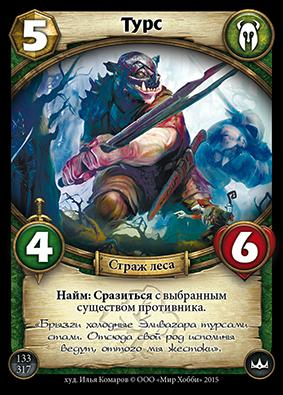 5
Турс
4
Страж леса
6
Найм: Сразиться с выбранным
существом противника.
«Брызги холодные Эливагара турсами
стали. Отсюда свой род исполины
ведут, оттого мы жестоки».
133
317
худ. Илья Комаров © ООО «Мир Хобби» 2015